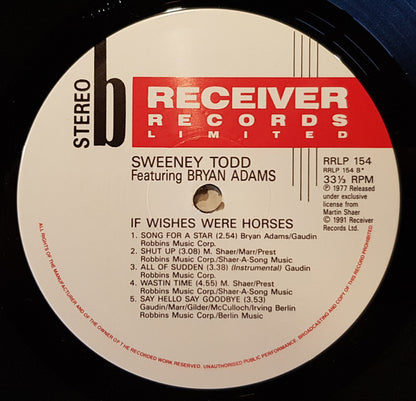 STEREO
b
RECEIVER
RECORDS
LIMITED
SWEENEY TODD
Featuring BRYAN ADAMS
RRLP 154
RRLP 154 B*
33⅓ RPM
℗ 1977 Released
under exclusive
license from
Martin Shaer
© 1991 Receiver
Records Ltd.
IF WISHES WERE HORSES
1. SONG FOR A STAR (2.54) Bryan Adams/Gaudin
Robbins Music Corp.
2. SHUT UP (3.08) M. Shaer/Marr/Prest
Robbins Music Corp./Shaer-A-Song Music
3. ALL OF SUDDEN (3.38) (Instrumental) Gaudin
Robbins Music Corp.
4. WASTIN TIME (4.55) M. Shaer/Prest
Robbins Music Corp./Shaer-A-Song Music
5. SAY HELLO SAY GOODBYE (3.53)
Gaudin/Marr/Gilder/McCulloch/Irving Berlin
Robbins Music Corp./Berlin Music
ALL RIGHTS OF THE MANUFACTURER AND OF THE OWNER OF THE RECORDED WORK RESERVED. UNAUTHORISED PUBLIC PERFORMANCE, BROADCASTING AND COPY OF THIS RECORD PROHIBITED.